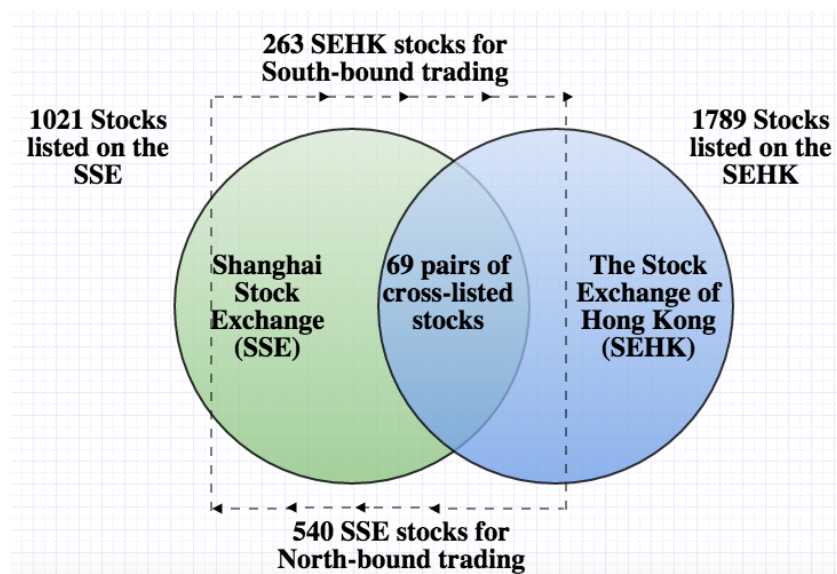 263 SEHK stocks for
South-bound trading
1021 Stocks
listed on the
SSE
1789 Stocks
listed on the
SEHK
Shanghai
Stock
Exchange
(SSE)
69 pairs of
cross-listed
stocks
The Stock
Exchange of
Hong Kong
(SEHK)
540 SSE stocks for
North-bound trading